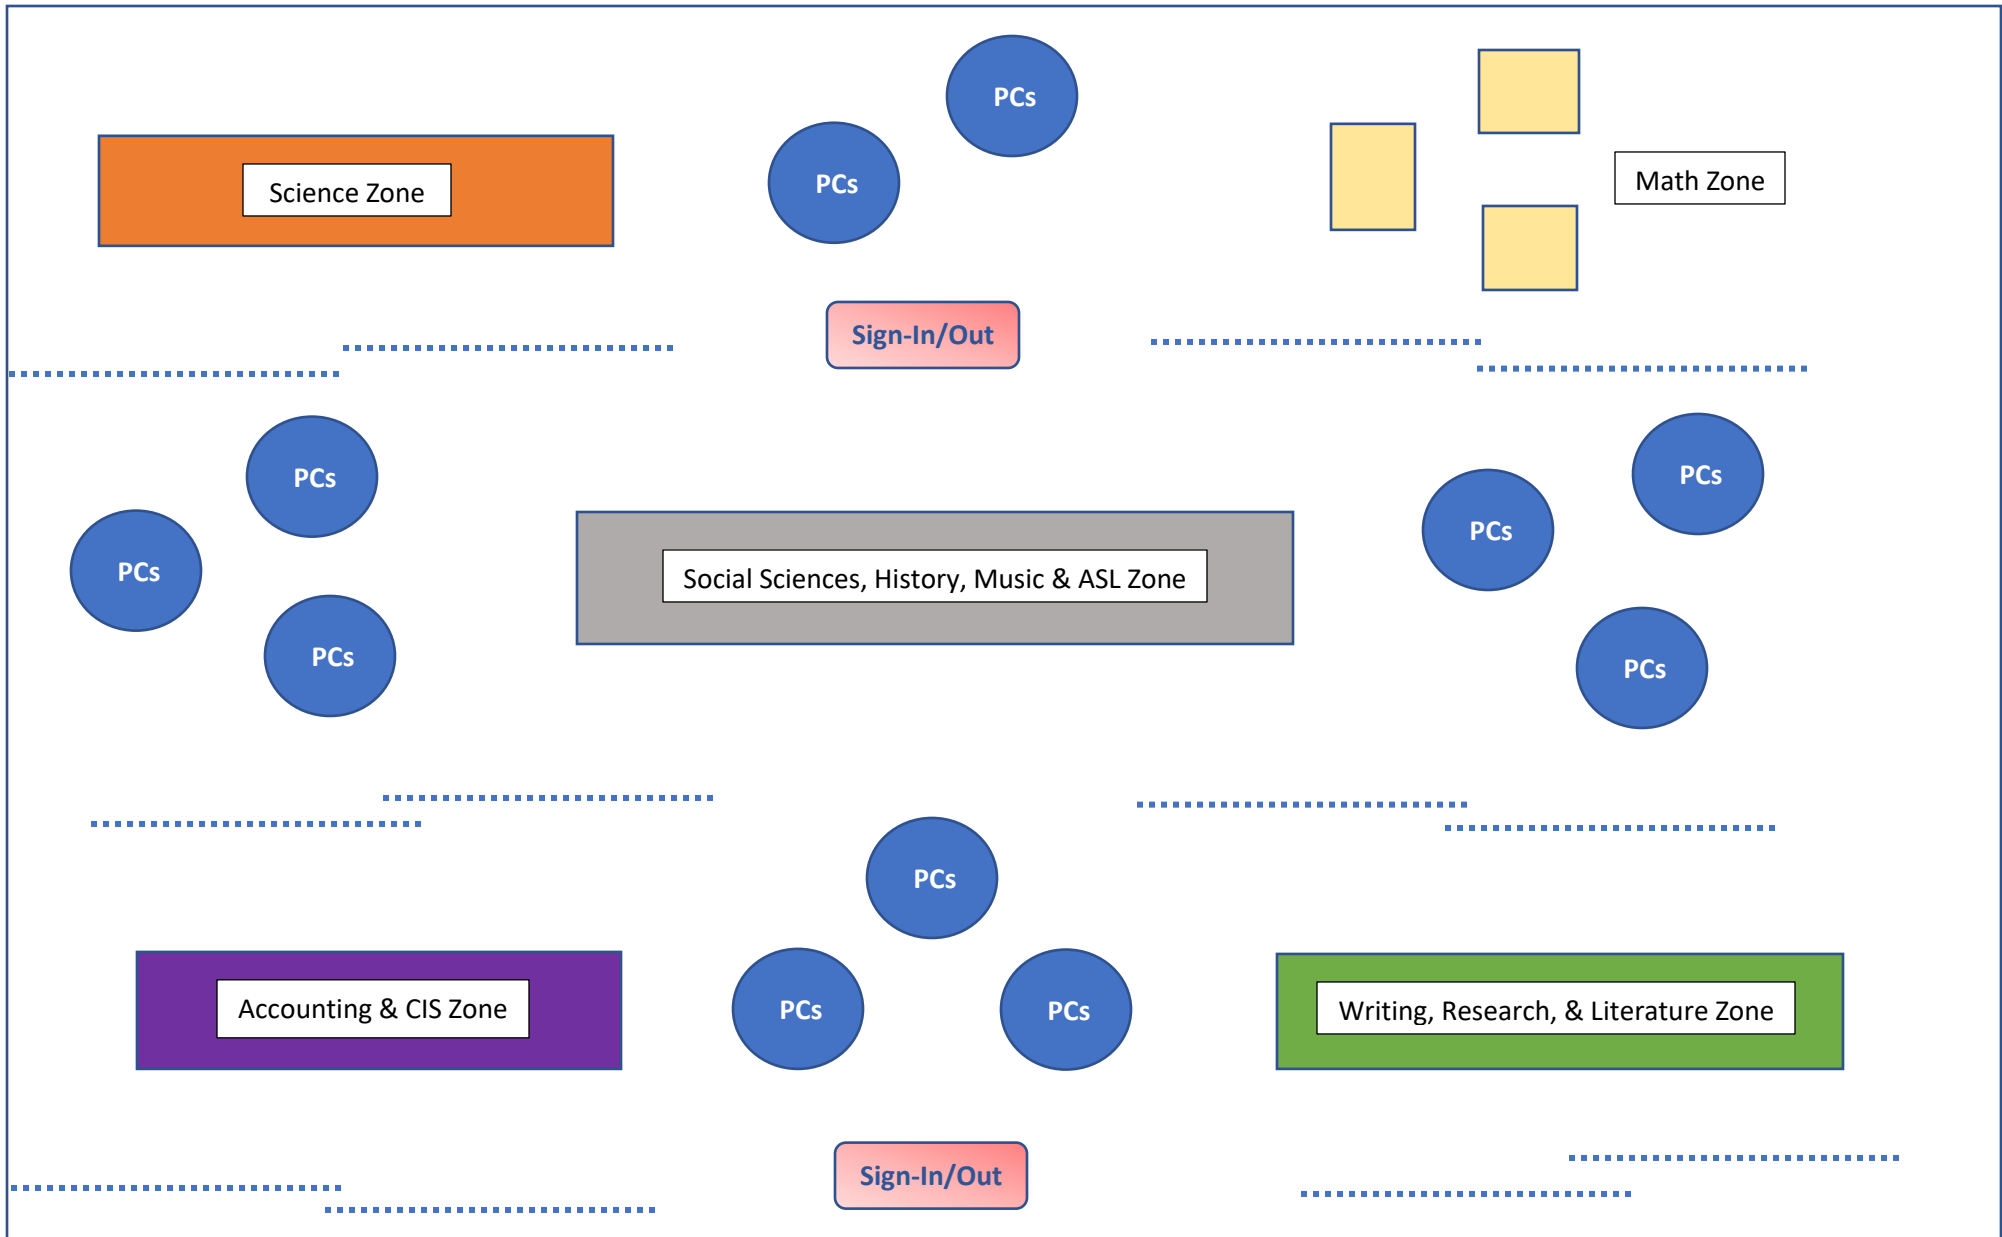 PCs
PCs
Science Zone
Math Zone
Sign-In/Out
PCs
PCs
PCs
PCs
PCs
Social Sciences, History, Music & ASL Zone
PCs
PCs
Accounting & CIS Zone
PCs
PCs
Writing, Research, & Literature Zone
Sign-In/Out